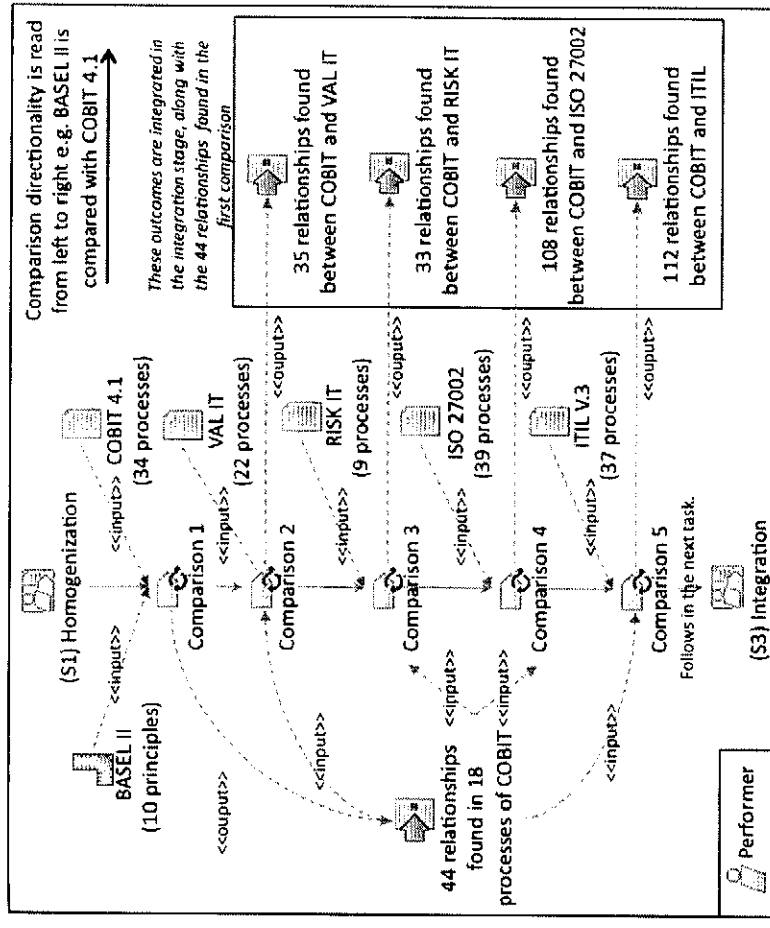 Comparison directionality is read
from left to right e.g. BASEL II is
compared with COBIT 4.1
These outcomes are integrated in
the integration stage, along with
the 44 relationships found in the
first comparison
(S1) Homogenization
BASEL II
(10 principles)
<<input>>
<<input>>
COBIT 4.1
(34 processes)
Comparison 1
<<ouput>>
<<input>>
<<input>>
VAL IT
(22 processes)
Comparison 2
<<ouput>>
35 relationships found
between COBIT and VAL IT
<<input>>
RISK IT
(9 processes)
44 relationships
found in 18
processes of COBIT
<<input>>
<<input>>
Comparison 3
<<ouput>>
33 relationships found
between COBIT and RISK IT
<<input>>
ISO 27002
(39 processes)
Comparison 4
<<ouput>>
108 relationships found
between COBIT and ISO 27002
<<input>>
<<input>>
ITIL V.3
(37 processes)
Comparison 5
<<ouput>>
112 relationships found
between COBIT and ITIL
Follows in the next task.
(S3) Integration
Performer